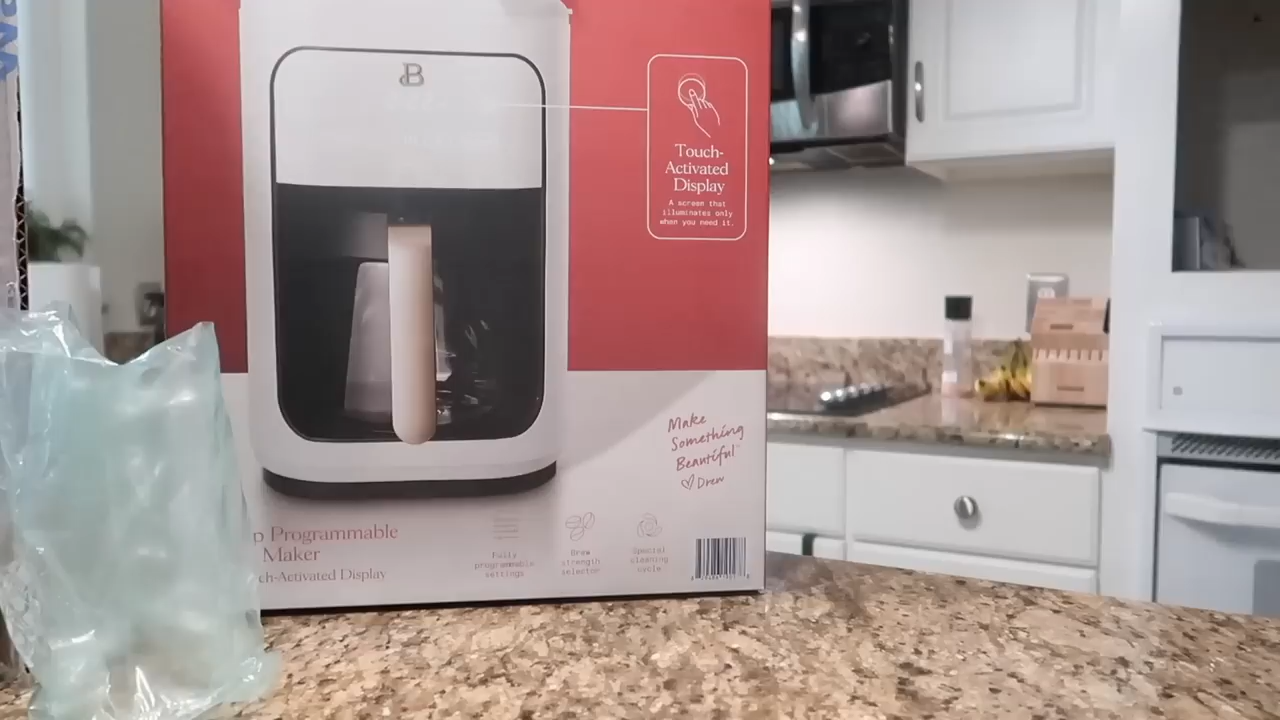 B
Touch-
Activated
Display
A screen that
illuminates only
when you need it.
Make
Something
Beautiful™
Drew
p Programmable
Maker
ch-Activated Display
Fully
programmable
settings
Brew
strength
selector
Special
cleaning
cycle